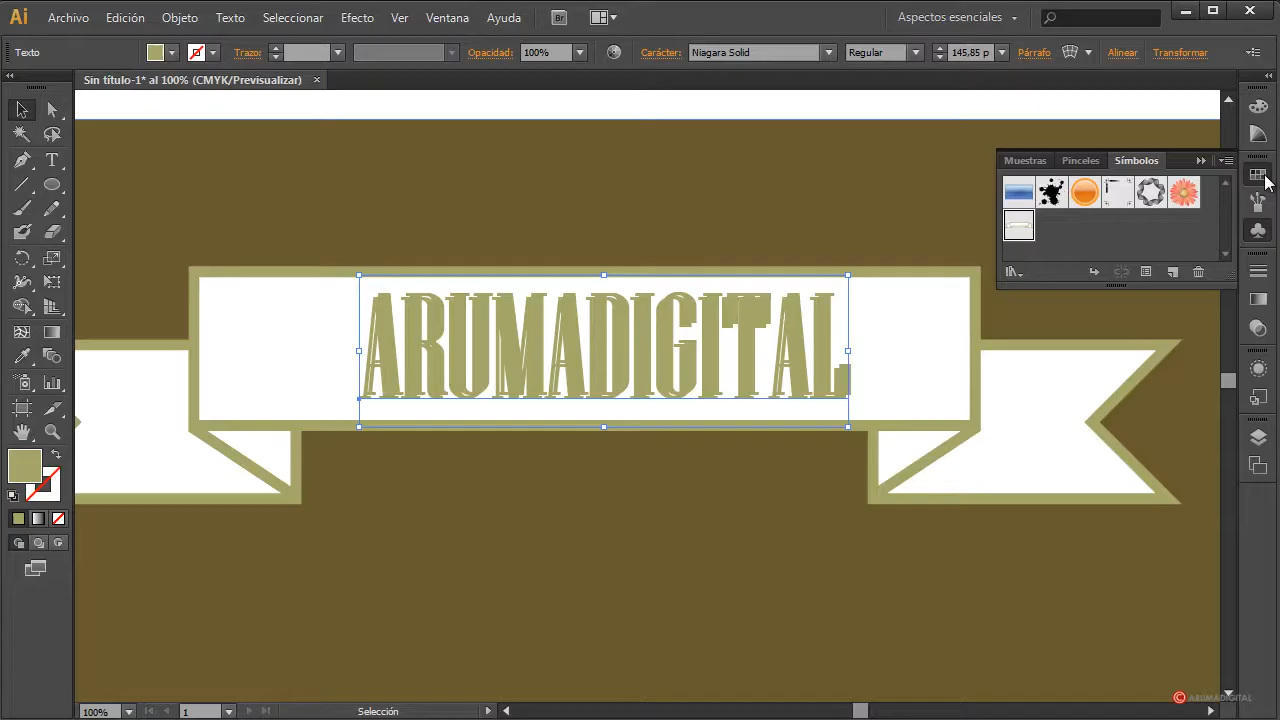 Ai Archivo Edición Objeto Texto Seleccionar Efecto Ver Ventana Ayuda Br Aspectos esenciales
Texto Trazo: Opacidad: 100% Carácter: Niagara Solid Regular 145,85 p Párrafo Alinear Transformar
Sin título-1* al 100% (CMYK/Previsualizar) ×
Muestras Pinceles Símbolos
ARUMADIGITAL
T
© ARUMADIGITAL
100% 1 Selección